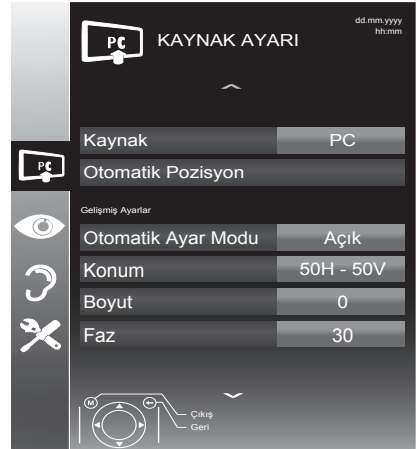 PC KAYNAK AYARI
dd.mm.yyyy
hh:mm
Kaynak PC
PC
Otomatik Pozisyon
Gelişmiş Ayarlar
Otomatik Ayar Modu Açık
Konum 50H - 50V
Boyut 0
Faz 30
M
Çıkış
Geri